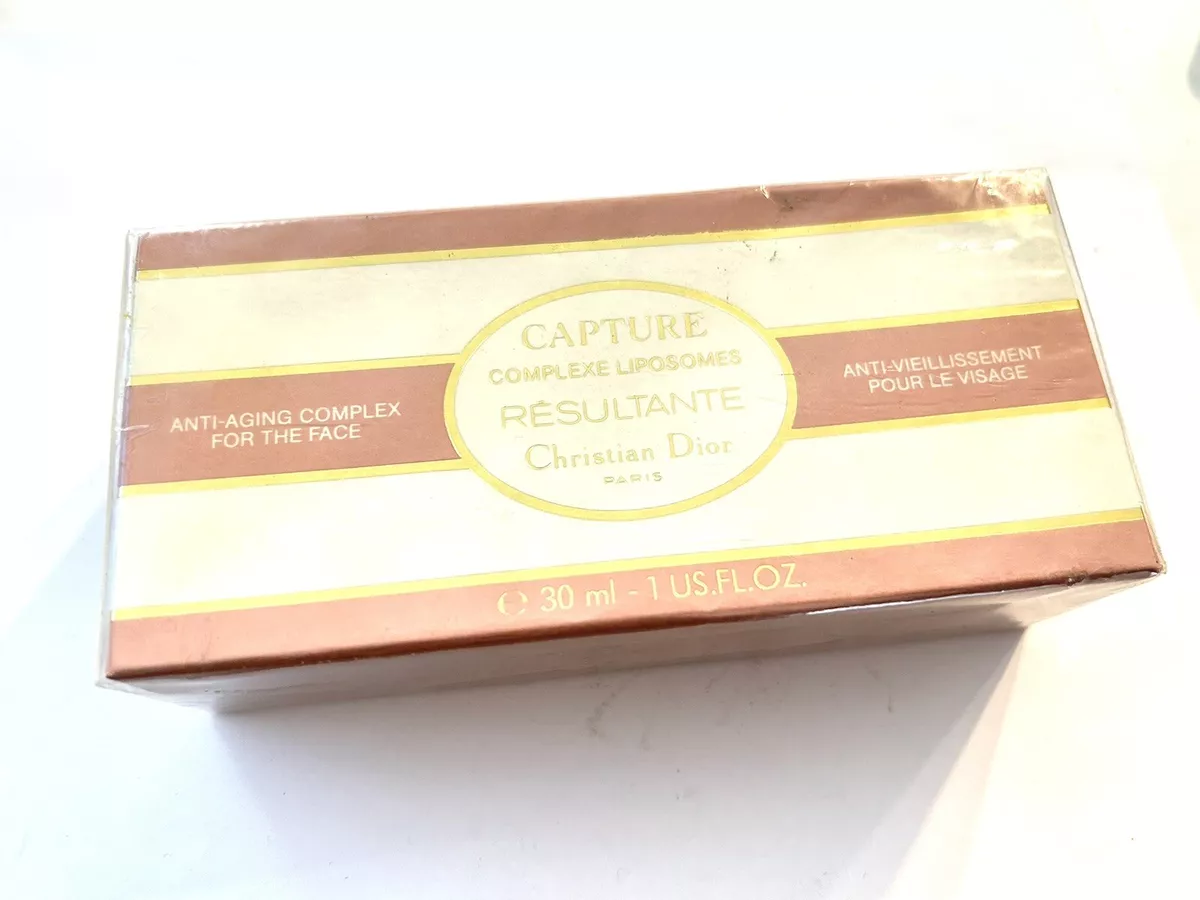 CAPTURE
COMPLEXE LIPOSOMES
RÉSULTANTE
Christian Dior
PARIS
ANTI-AGING COMPLEX
FOR THE FACE
ANTI-VIEILLISSEMENT
POUR LE VISAGE
℮ 30 ml - 1 US.FL.OZ.